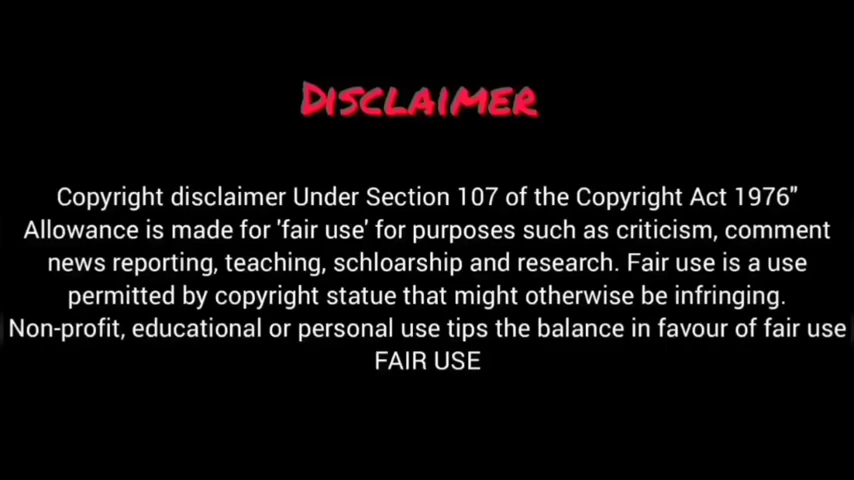 DISCLAIMER
Copyright disclaimer Under Section 107 of the Copyright Act 1976"
Allowance is made for 'fair use' for purposes such as criticism, comment
news reporting, teaching, schloarship and research. Fair use is a use
permitted by copyright statue that might otherwise be infringing.
Non-profit, educational or personal use tips the balance in favour of fair use
FAIR USE